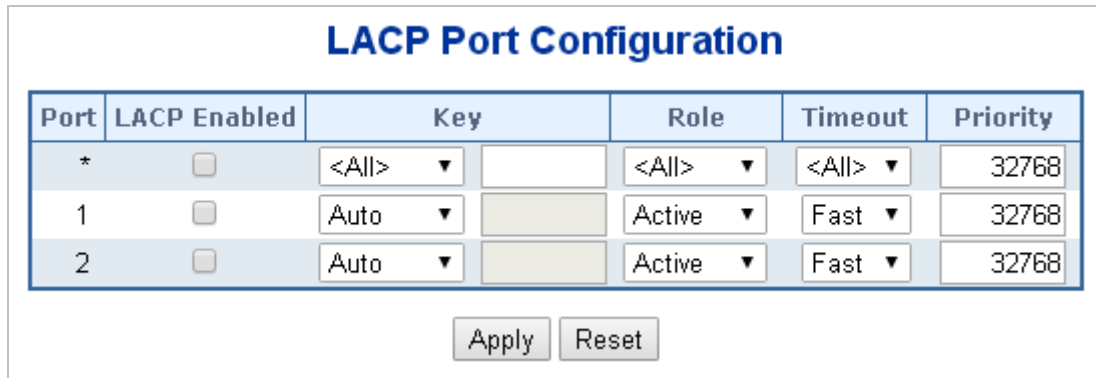 LACP Port Configuration
Port LACP Enabled Key Role Timeout Priority
* <All> <All> <All> 32768
1 Auto Active Fast 32768
2 Auto Active Fast 32768
Apply Reset